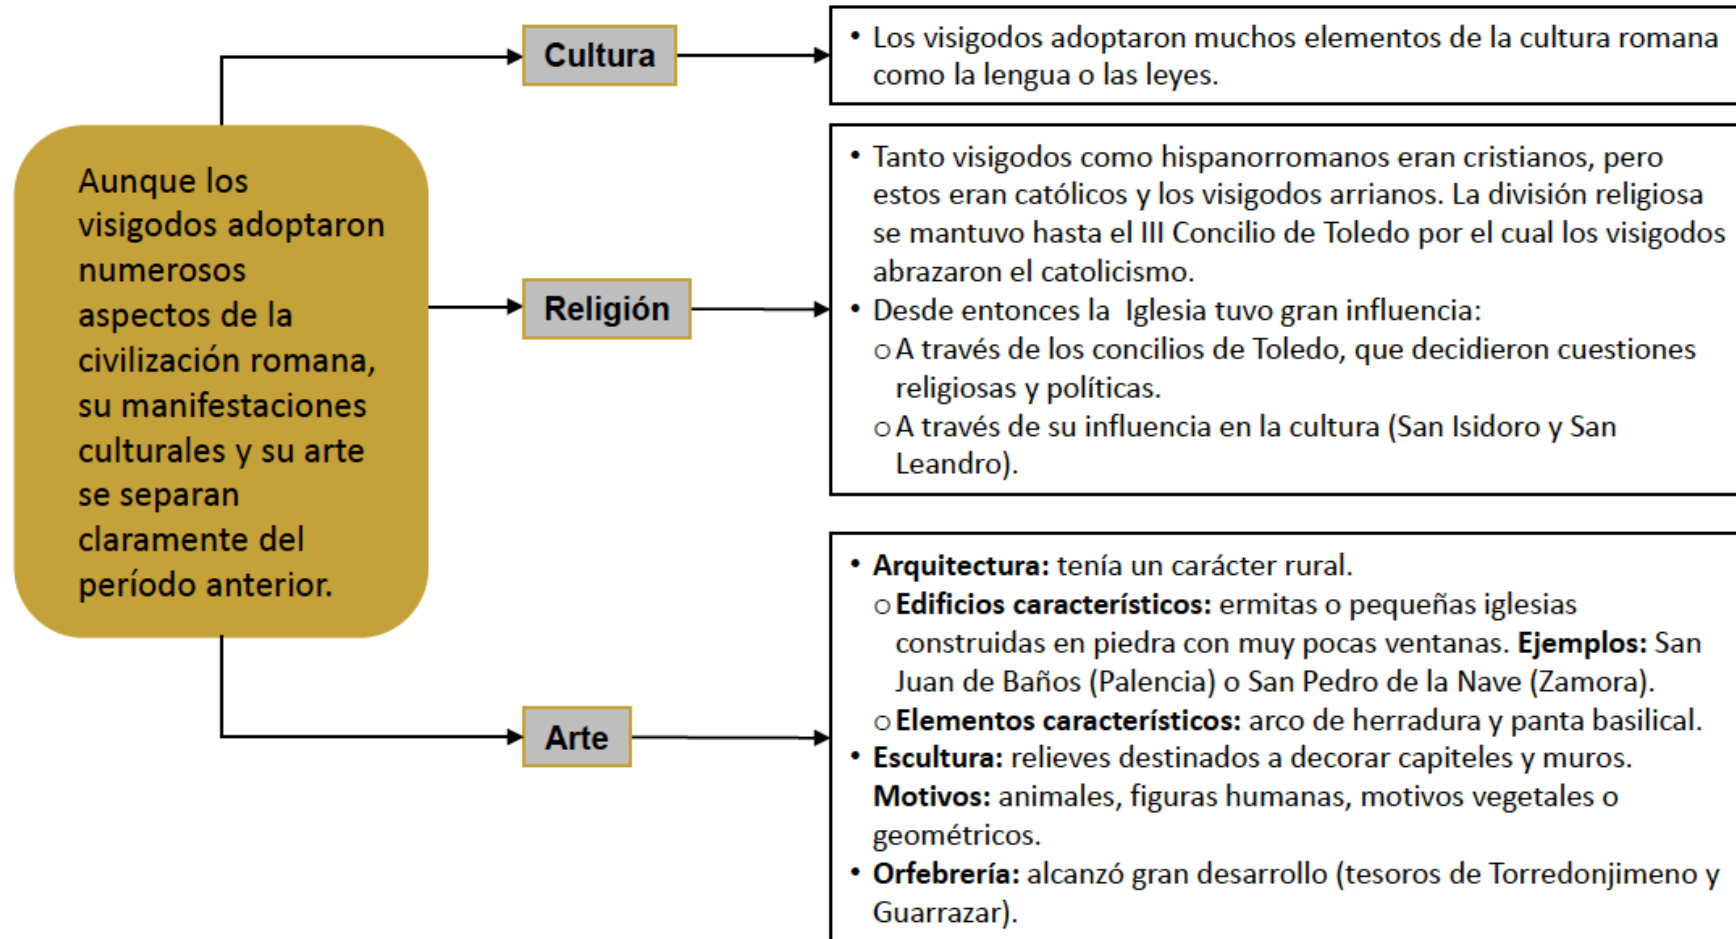 Aunque los
visigodos adoptaron
numerosos
aspectos de la
civilización romana,
su manifestaciones
culturales y su arte
se separan
claramente del
período anterior.
Cultura
• Los visigodos adoptaron muchos elementos de la cultura romana
como la lengua o las leyes.
Religión
• Tanto visigodos como hispanorromanos eran cristianos, pero
estos eran católicos y los visigodos arrianos. La división religiosa
se mantuvo hasta el III Concilio de Toledo por el cual los visigodos
abrazaron el catolicismo.
• Desde entonces la Iglesia tuvo gran influencia:
o A través de los concilios de Toledo, que decidieron cuestiones
religiosas y políticas.
o A través de su influencia en la cultura (San Isidoro y San
Leandro).
Arte
• Arquitectura: tenía un carácter rural.
o Edificios característicos: ermitas o pequeñas iglesias
construidas en piedra con muy pocas ventanas. Ejemplos: San
Juan de Baños (Palencia) o San Pedro de la Nave (Zamora).
o Elementos característicos: arco de herradura y panta basilical.
• Escultura: relieves destinados a decorar capiteles y muros.
Motivos: animales, figuras humanas, motivos vegetales o
geométricos.
• Orfebrería: alcanzó gran desarrollo (tesoros de Torredonjimeno y
Guarrazar).